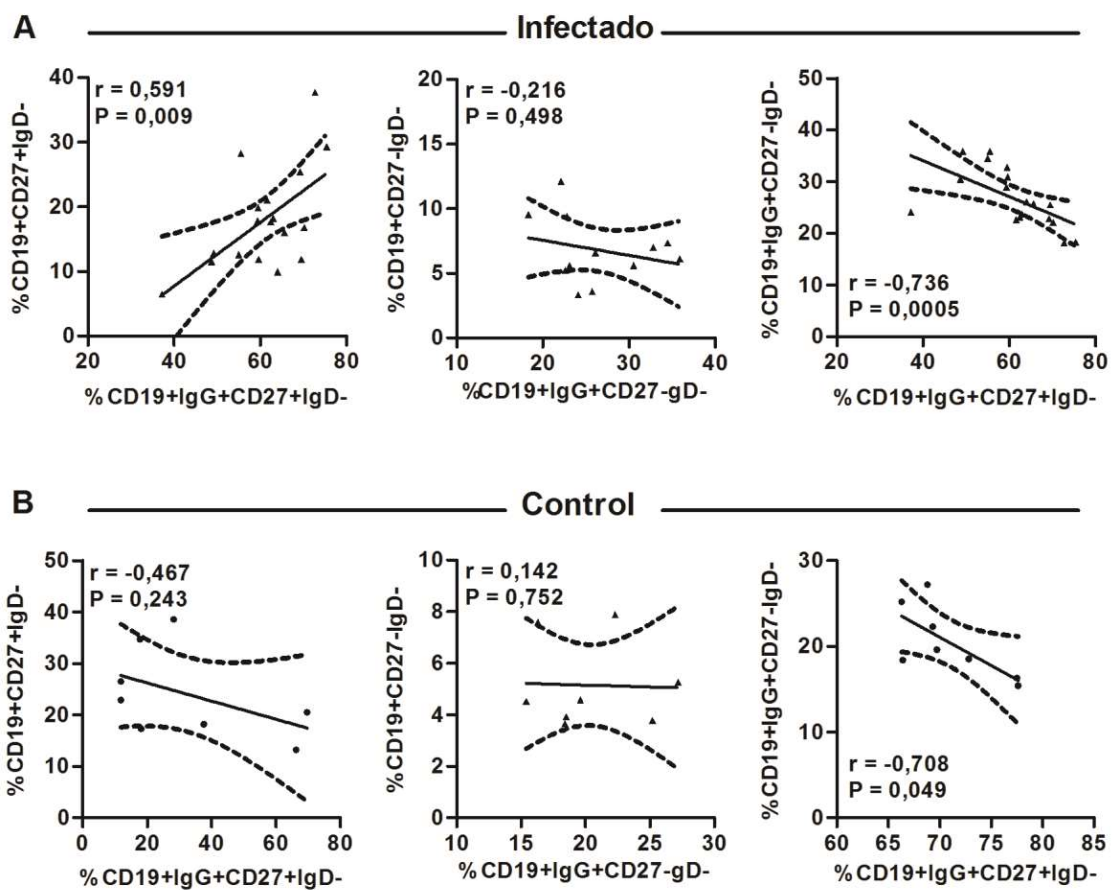 A
Infectado
r = 0,591
P = 0,009
%CD19+CD27+IgD-
40
30
20
10
0
20
40
60
80
%CD19+IgG+CD27+IgD-
r = -0,216
P = 0,498
%CD19+CD27-IgD-
20
15
10
5
0
10
20
30
40
%CD19+IgG+CD27-gD-
%CD19+IgG+CD27-IgD-
50
40
30
20
10
0
r = -0,736
P = 0,0005
20
40
60
80
%CD19+IgG+CD27+IgD-
B
Control
r = -0,467
P = 0,243
%CD19+CD27+IgD-
50
40
30
20
10
0
0
20
40
60
80
%CD19+IgG+CD27+IgD-
r = 0,142
P = 0,752
%CD19+CD27-IgD-
10
8
6
4
2
0
10
15
20
25
30
%CD19+IgG+CD27-gD-
%CD19+IgG+CD27-IgD-
30
20
10
0
r = -0,708
P = 0,049
60
65
70
75
80
85
%CD19+IgG+CD27+IgD-